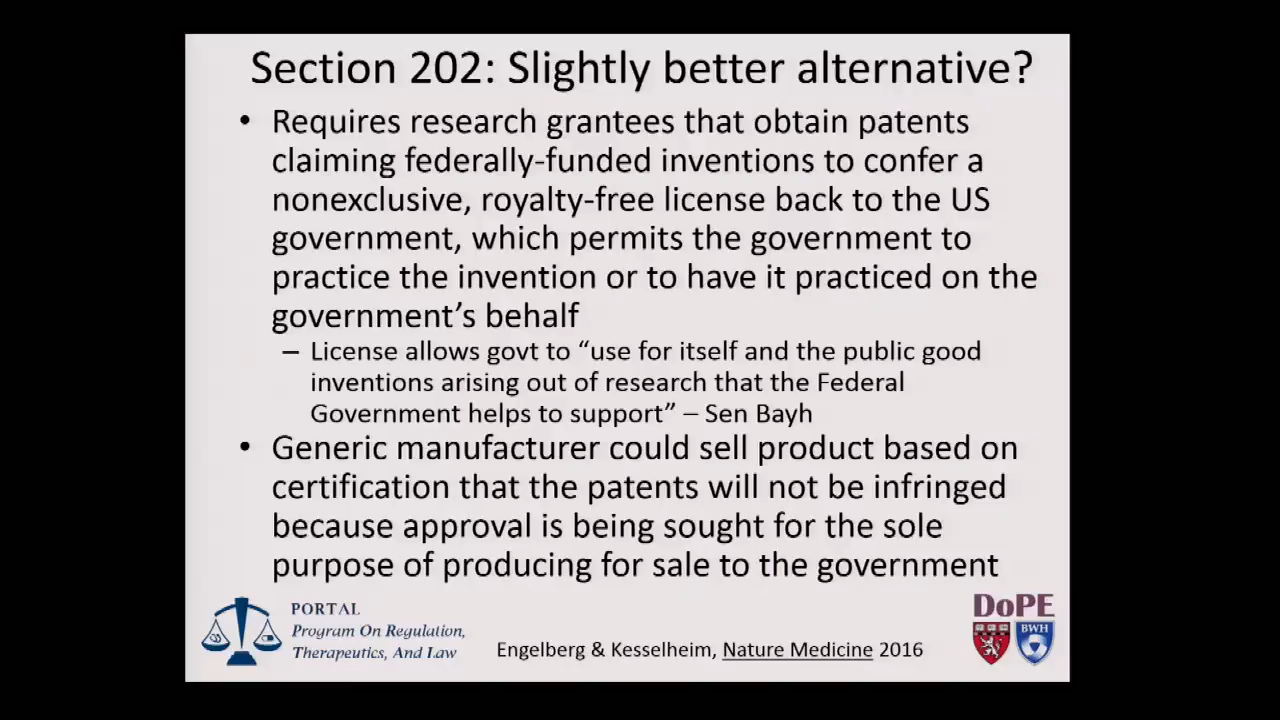 Section 202: Slightly better alternative?
• Requires research grantees that obtain patents
claiming federally-funded inventions to confer a
nonexclusive, royalty-free license back to the US
government, which permits the government to
practice the invention or to have it practiced on the
government’s behalf
– License allows govt to “use for itself and the public good
inventions arising out of research that the Federal
Government helps to support” – Sen Bayh
• Generic manufacturer could sell product based on
certification that the patents will not be infringed
because approval is being sought for the sole
purpose of producing for sale to the government
PORTAL
Program On Regulation,
Therapeutics, And Law
Engelberg & Kesselheim, Nature Medicine 2016
DoPE
BWH